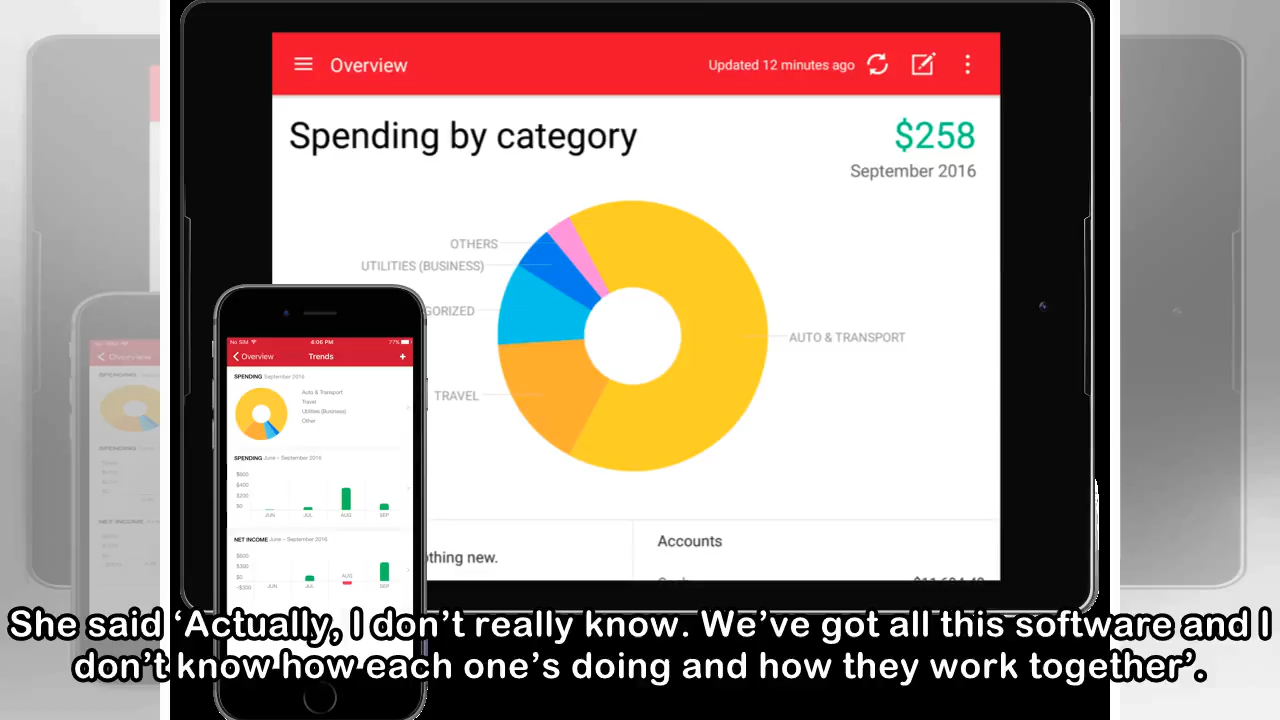 Overview
Updated 12 minutes ago
Spending by category
$258
September 2016
OTHERS
UTILITIES (BUSINESS)
GORIZED
AUTO & TRANSPORT
TRAVEL
othing new.
Accounts
No SIM
4:06 PM
77%
Overview
Trends
+
SPENDING September 2016
Auto & Transport
Travel
Utilities (Business)
Other
SPENDING June – September 2016
$600
$400
$200
$0
JUN JUL AUG SEP
NET INCOME June – September 2016
$600
$300
$0
-$300
JUN JUL AUG SEP
She said ‘Actually, I don’t really know. We’ve got all this software and I
don’t know how each one’s doing and how they work together’.